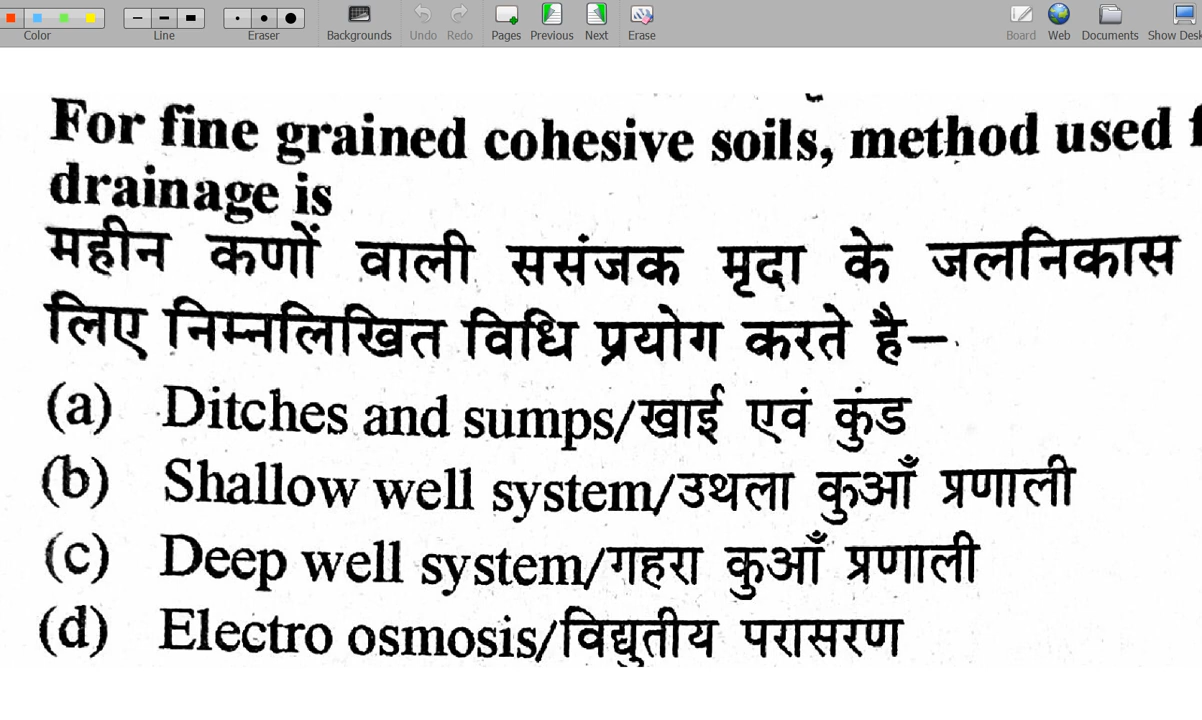 Color
Line
Eraser
Backgrounds
Undo
Redo
Pages
Previous
Next
Erase
Board
Web
Documents
Show
For fine grained cohesive soils, method used
drainage is
महीन कणों वाली ससंजक मृदा के जलनिकास
लिए निम्नलिखित विधि प्रयोग करते है–
(a) Ditches and sumps/खाई एवं कुंड
(b) Shallow well system/उथला कुआँ प्रणाली
(c) Deep well system/गहरा कुआँ प्रणाली
(d) Electro osmosis/विद्युतीय परासरण